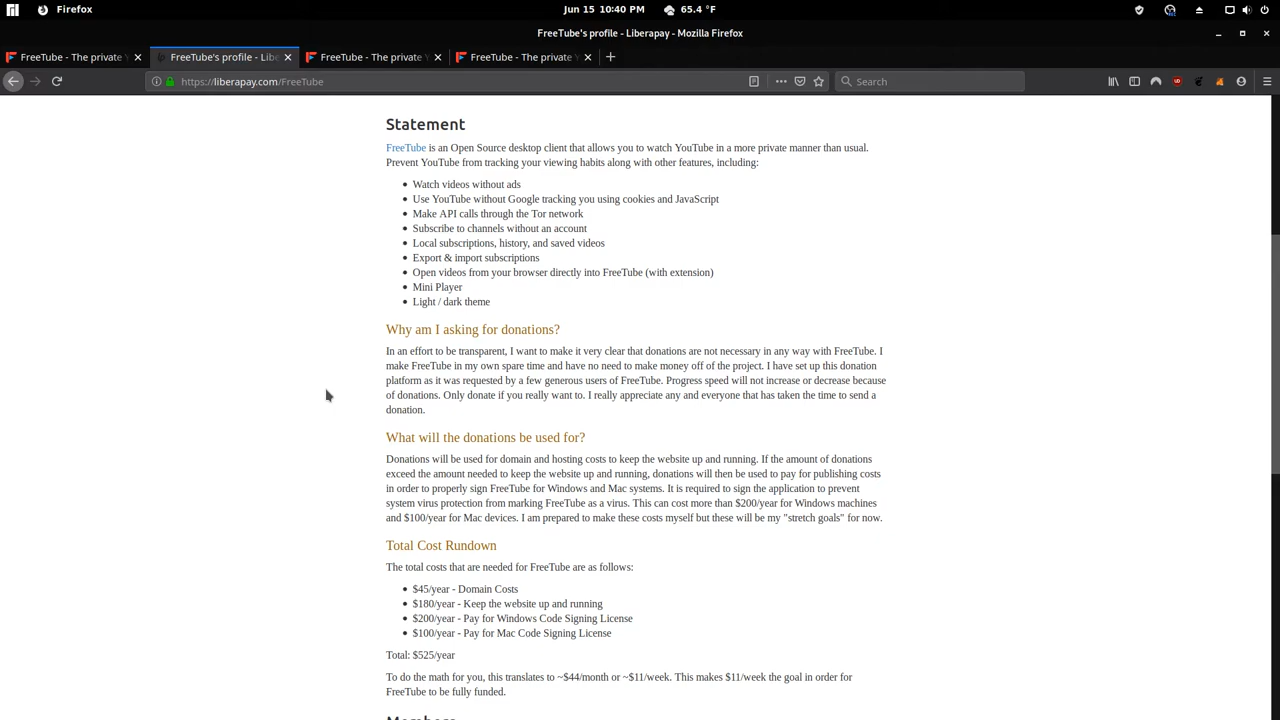 Firefox
Jun 15 10:40 PM
65.4 °F
FreeTube's profile - Liberapay - Mozilla Firefox
FreeTube - The private Y
FreeTube's profile - Libe
FreeTube - The private Y
FreeTube - The private Y
https://liberapay.com/FreeTube
Search
Statement
FreeTube is an Open Source desktop client that allows you to watch YouTube in a more private manner than usual.
Prevent YouTube from tracking your viewing habits along with other features, including:
Watch videos without ads
Use YouTube without Google tracking you using cookies and JavaScript
Make API calls through the Tor network
Subscribe to channels without an account
Local subscriptions, history, and saved videos
Export & import subscriptions
Open videos from your browser directly into FreeTube (with extension)
Mini Player
Light / dark theme
Why am I asking for donations?
In an effort to be transparent, I want to make it very clear that donations are not necessary in any way with FreeTube. I
make FreeTube in my own spare time and have no need to make money off of the project. I have set up this donation
platform as it was requested by a few generous users of FreeTube. Progress speed will not increase or decrease because
of donations. Only donate if you really want to. I really appreciate any and everyone that has taken the time to send a
donation.
What will the donations be used for?
Donations will be used for domain and hosting costs to keep the website up and running. If the amount of donations
exceed the amount needed to keep the website up and running, donations will then be used to pay for publishing costs
in order to properly sign FreeTube for Windows and Mac systems. It is required to sign the application to prevent
system virus protection from marking FreeTube as a virus. This can cost more than $200/year for Windows machines
and $100/year for Mac devices. I am prepared to make these costs myself but these will be my "stretch goals" for now.
Total Cost Rundown
The total costs that are needed for FreeTube are as follows:
$45/year - Domain Costs
$180/year - Keep the website up and running
$200/year - Pay for Windows Code Signing License
$100/year - Pay for Mac Code Signing License
Total: $525/year
To do the math for you, this translates to ~$44/month or ~$11/week. This makes $11/week the goal in order for
FreeTube to be fully funded.
Members